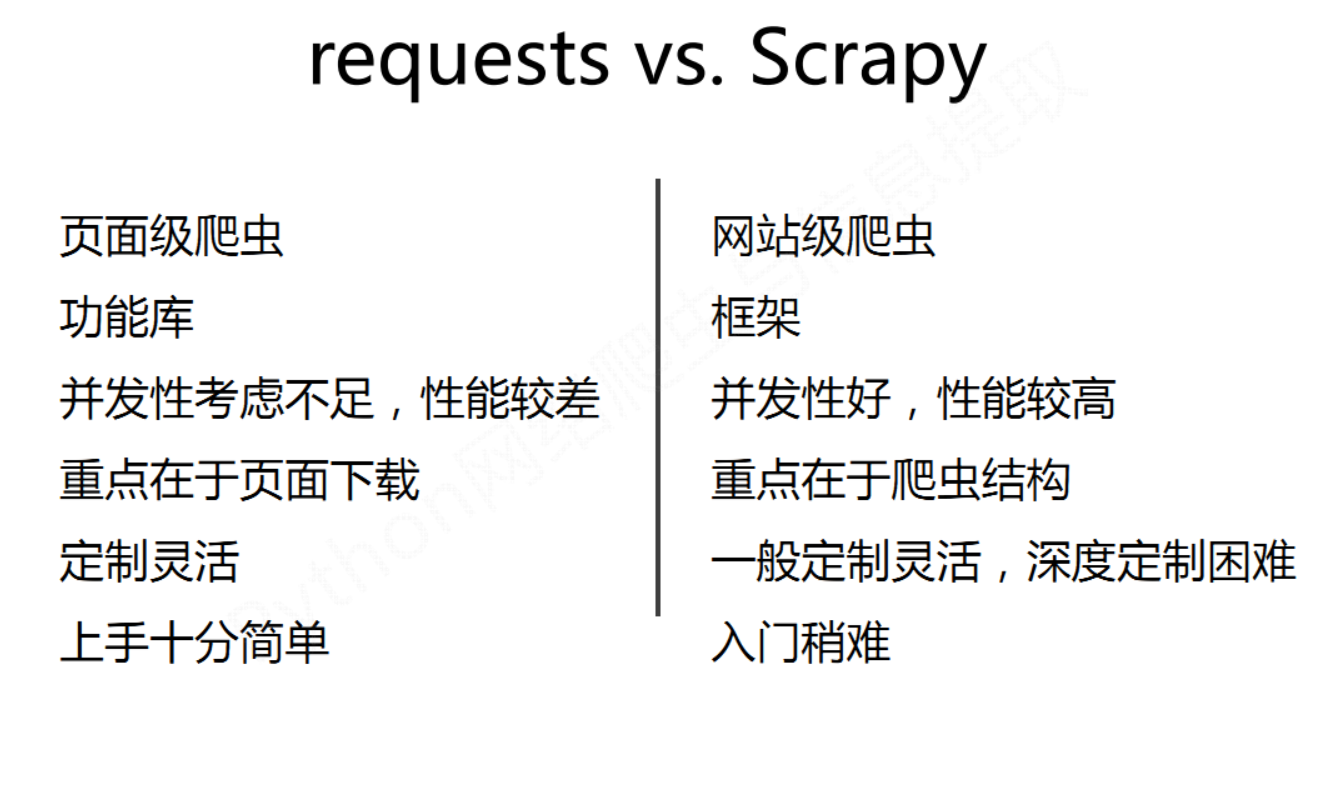 requests vs. Scrapy
页面级爬虫
功能库
并发性考虑不足，性能较差
重点在于页面下载
定制灵活
上手十分简单
网站级爬虫
框架
并发性好，性能较高
重点在于爬虫结构
一般定制灵活，深度定制困难
入门稍难
Python网络爬虫与信息提取